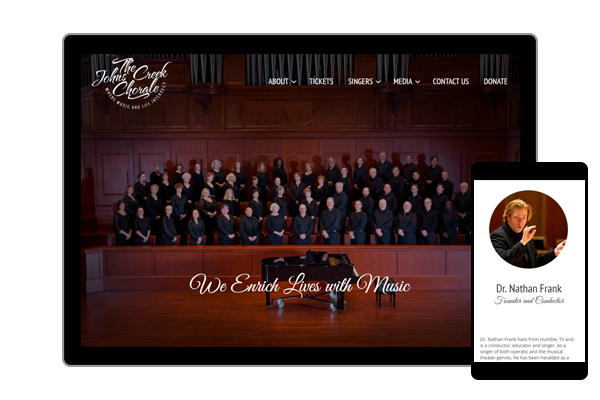 The
Johns Creek
Chorale
WHERE MUSIC AND LIFE INTERSECT
ABOUT TICKETS SINGERS MEDIA CONTACT US DONATE
We Enrich Lives with Music
Dr. Nathan Frank
Founder and Conductor
Dr. Nathan Frank hails from Humble, TX and
is a conductor, educator and singer. As a
singer of both operatic and the musical
theater genres, he has been heralded as a